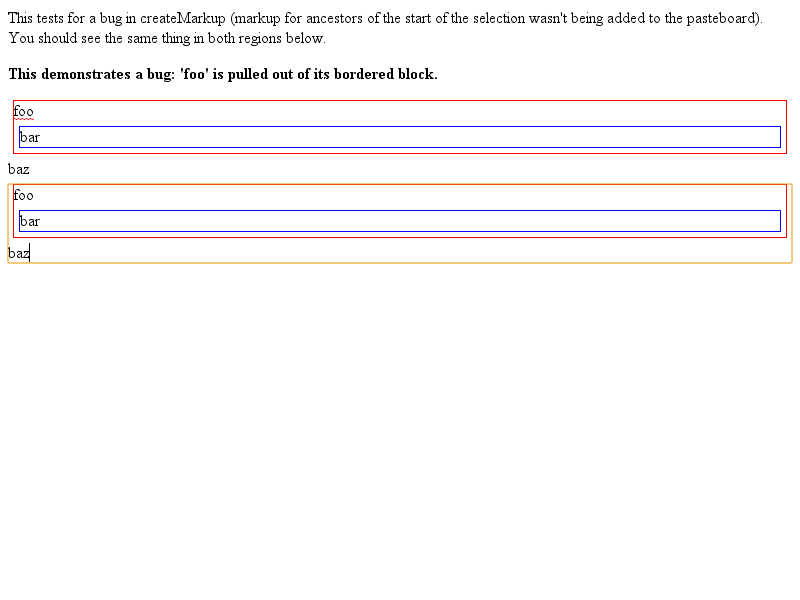 This tests for a bug in createMarkup (markup for ancestors of the start of the selection wasn't being added to the pasteboard).
You should see the same thing in both regions below.
This demonstrates a bug: 'foo' is pulled out of its bordered block.
foo
bar
baz
foo
bar
baz